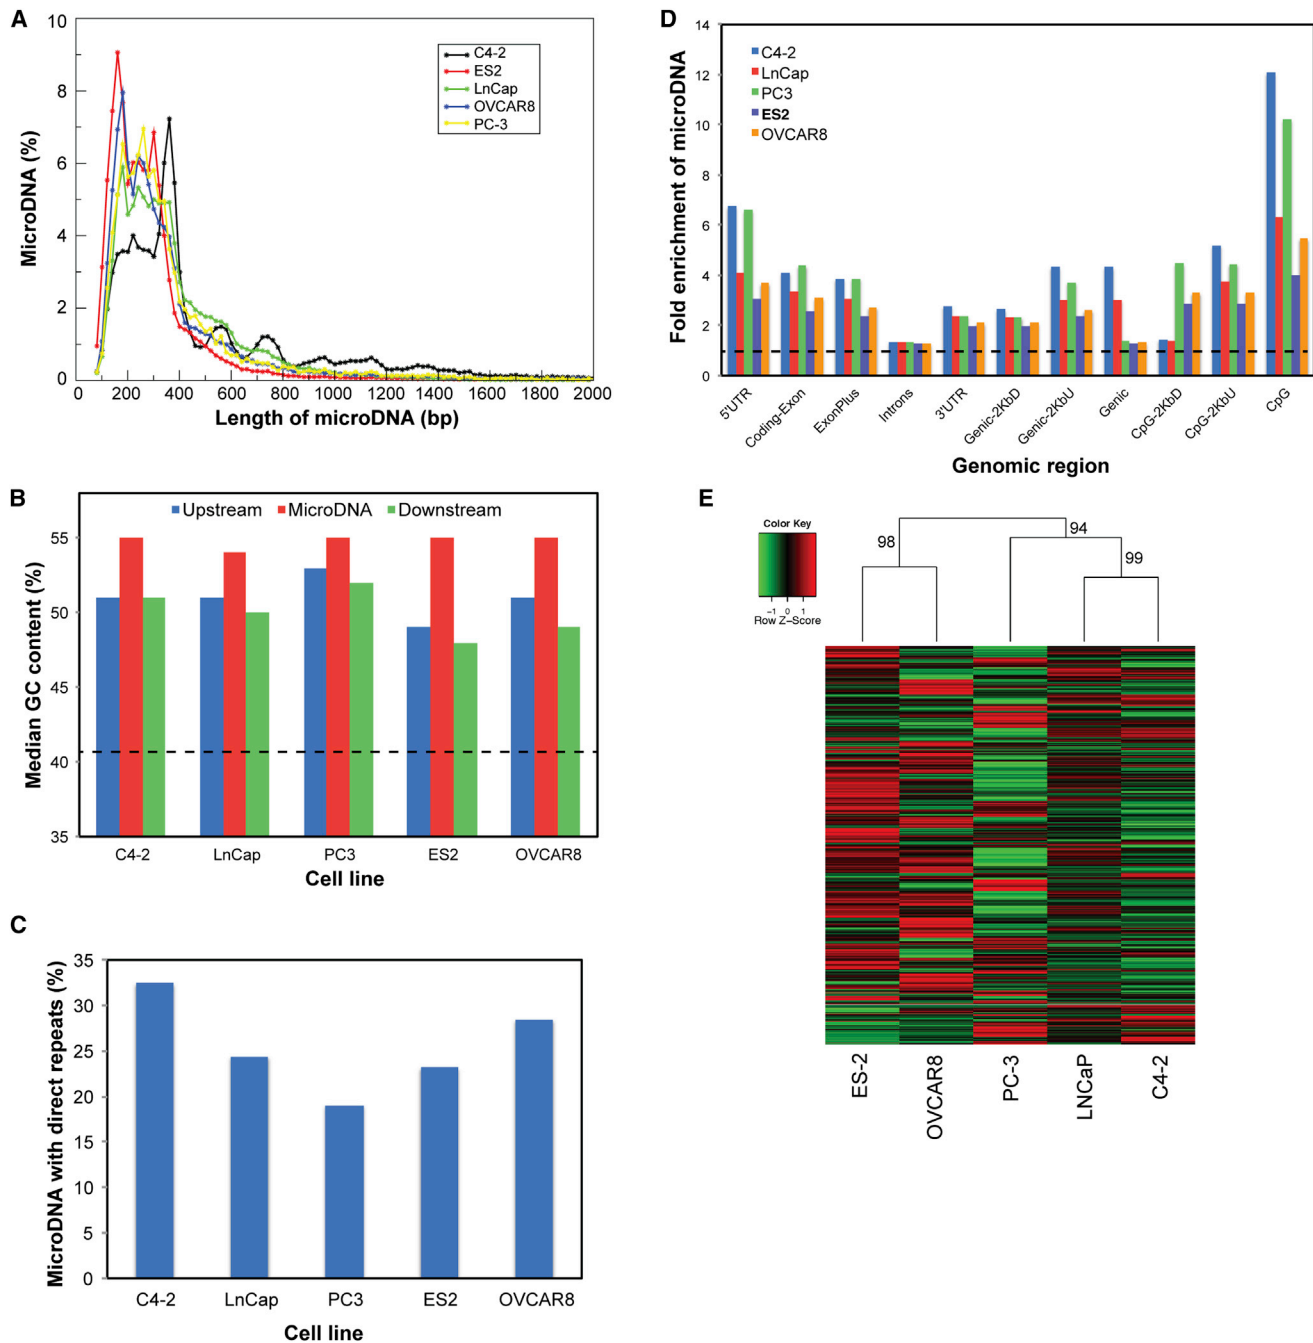 A
MicroDNA (%)
10
8
6
4
2
0
0 200 400 600 800 1000 1200 1400 1600 1800 2000
Length of microDNA (bp)
C4-2
ES2
LnCap
OVCAR8
PC-3
B
Median GC content (%)
55
50
45
40
35
Upstream MicroDNA Downstream
C4-2 LnCap PC3 ES2 OVCAR8
Cell line
C
MicroDNA with direct repeats (%)
35
30
25
20
15
10
5
0
C4-2 LnCap PC3 ES2 OVCAR8
Cell line
D
Fold enrichment of microDNA
14
12
10
8
6
4
2
0
C4-2
LnCap
PC3
ES2
OVCAR8
5'UTR
Coding-Exon
ExonPlus
Introns
3'UTR
Genic-2KbD
Genic-2KbU
Genic
CpG-2KbD
CpG-2KbU
CpG
Genomic region
E
Color Key
-1 0 1
Row Z-Score
98
94
99
ES-2
OVCAR8
PC-3
LNCaP
C4-2